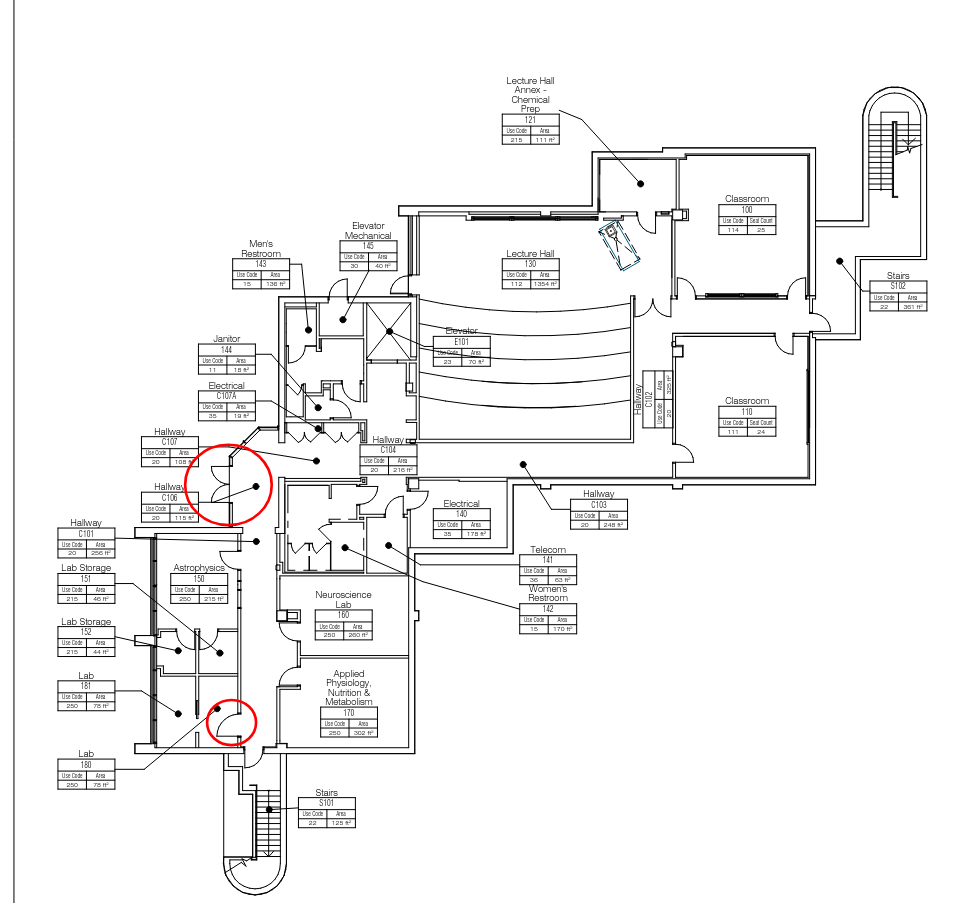 Lecture Hall
Annex -
Chemical
Prep
121
Use Code Area
215 111 ft²
Classroom
100
Use Code Seat Count
114 25
Elevator
Mechanical
145
Use Code Area
30 40 ft²
Men's
Restroom
143
Use Code Area
15 136 ft²
Lecture Hall
130
Use Code Area
112 1354 ft²
Stairs
S102
Use Code Area
22 361 ft²
Elevator
E101
Use Code Area
23 70 ft²
Janitor
144
Use Code Area
11 18 ft²
Electrical
C107A
Use Code Area
35 19 ft²
Hallway
C102
Use Code Area
20 325 ft²
Classroom
110
Use Code Seat Count
111 24
Hallway
C107
Use Code Area
20 108 ft²
Hallway
C104
Use Code Area
20 216 ft²
Hallway
C106
Use Code Area
20 115 ft²
Hallway
C103
Use Code Area
20 248 ft²
Electrical
140
Use Code Area
35 178 ft²
Hallway
C101
Use Code Area
20 256 ft²
Telecom
141
Use Code Area
36 63 ft²
Lab Storage
151
Use Code Area
215 46 ft²
Astrophysics
150
Use Code Area
250 215 ft²
Women's
Restroom
142
Use Code Area
15 170 ft²
Neuroscience
Lab
160
Use Code Area
250 260 ft²
Lab Storage
152
Use Code Area
215 44 ft²
Lab
181
Use Code Area
250 78 ft²
Applied
Physiology,
Nutrition &
Metabolism
170
Use Code Area
250 302 ft²
Lab
180
Use Code Area
250 78 ft²
Stairs
S101
Use Code Area
22 125 ft²